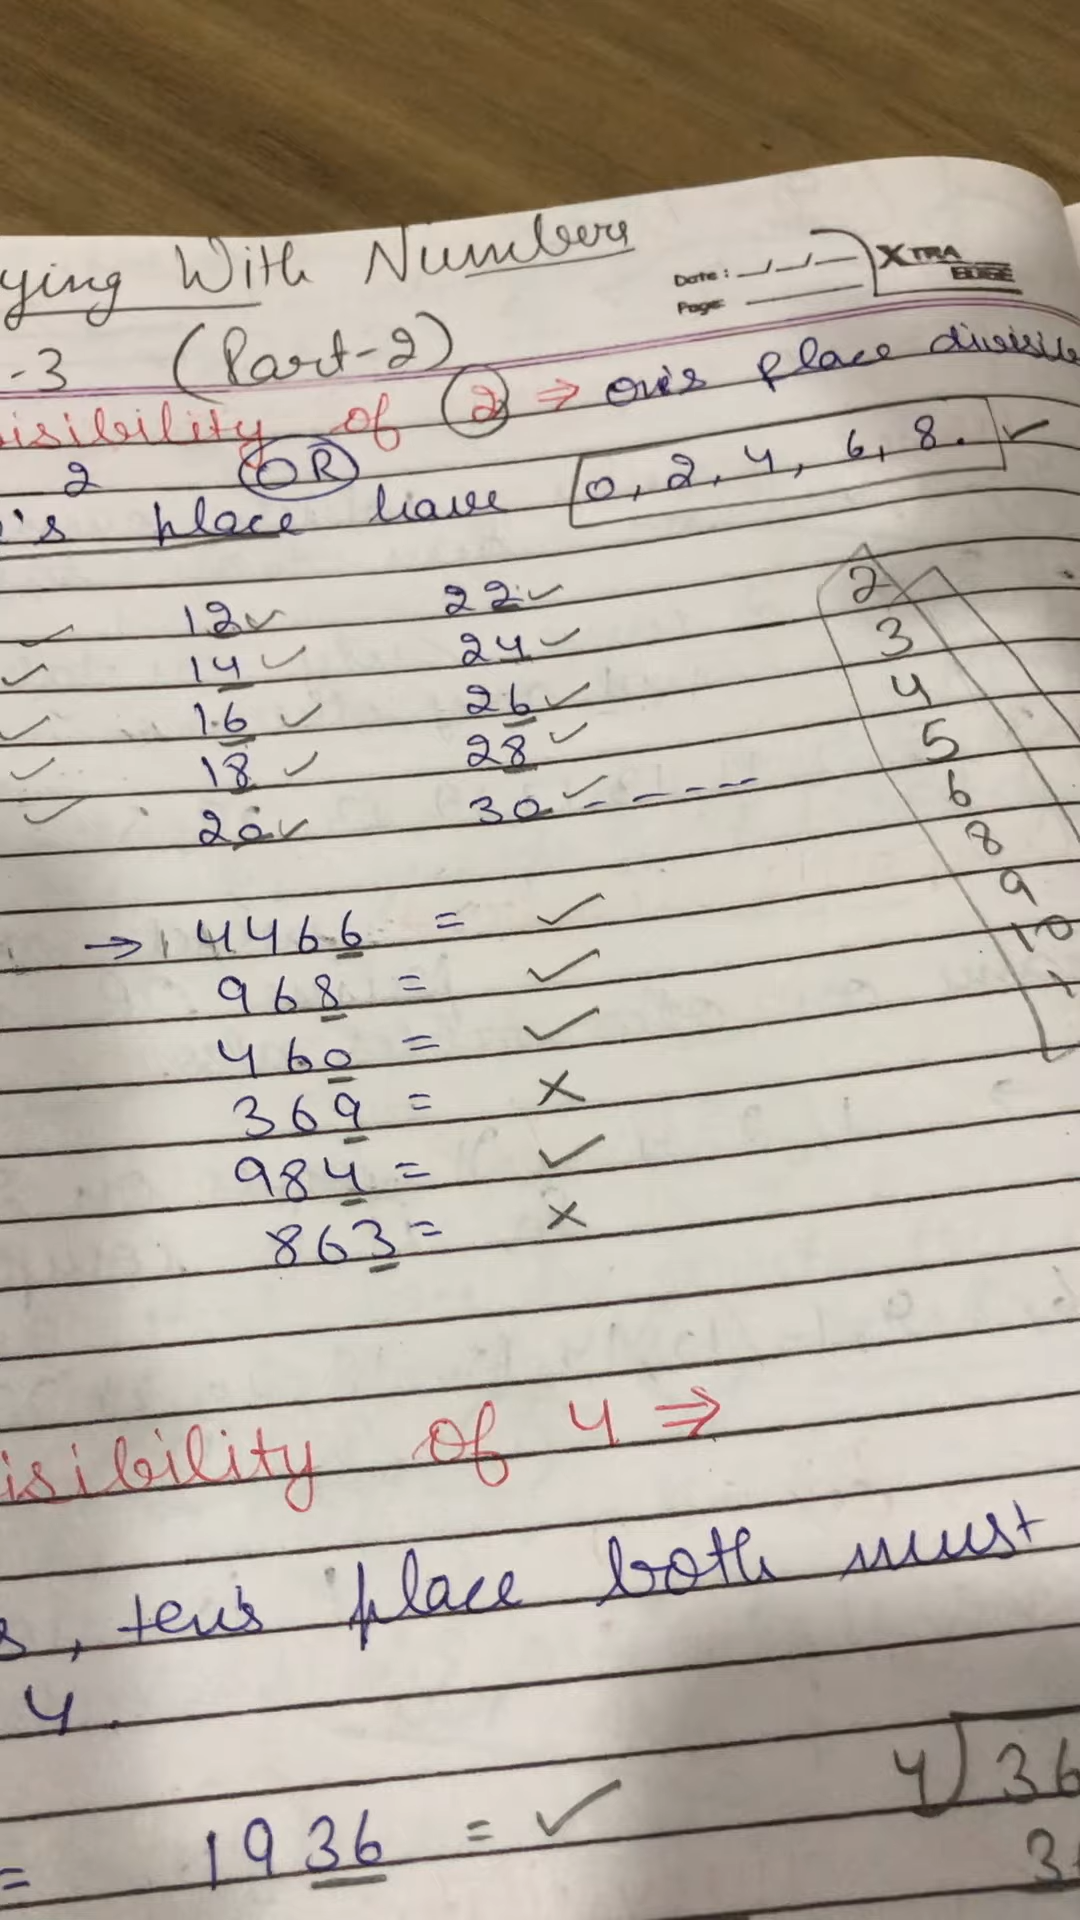 ying With Numbers
Date: _/_/_ XTRA EDGE
Page:
-3 (Part-2)
isibility of 2 ⇒ one's place divisible
2 OR
's place have 0, 2, 4, 6, 8. ✓
✓ 12 ✓ 22 ✓ 2
✓ 14 ✓ 24 ✓ 3
✓ 16 ✓ 26 ✓ 4
✓ 18 ✓ 28 ✓ 5
✓ 20 ✓ 30 ✓ ---- 6
8
9
10
→ 4466 = ✓
968 = ✓
460 = ✓
369 = ×
984 = ✓
863 = ×
isibility of 4 ⇒
s, ten's place both must
4.
= 1936 = ✓ 4)36
3